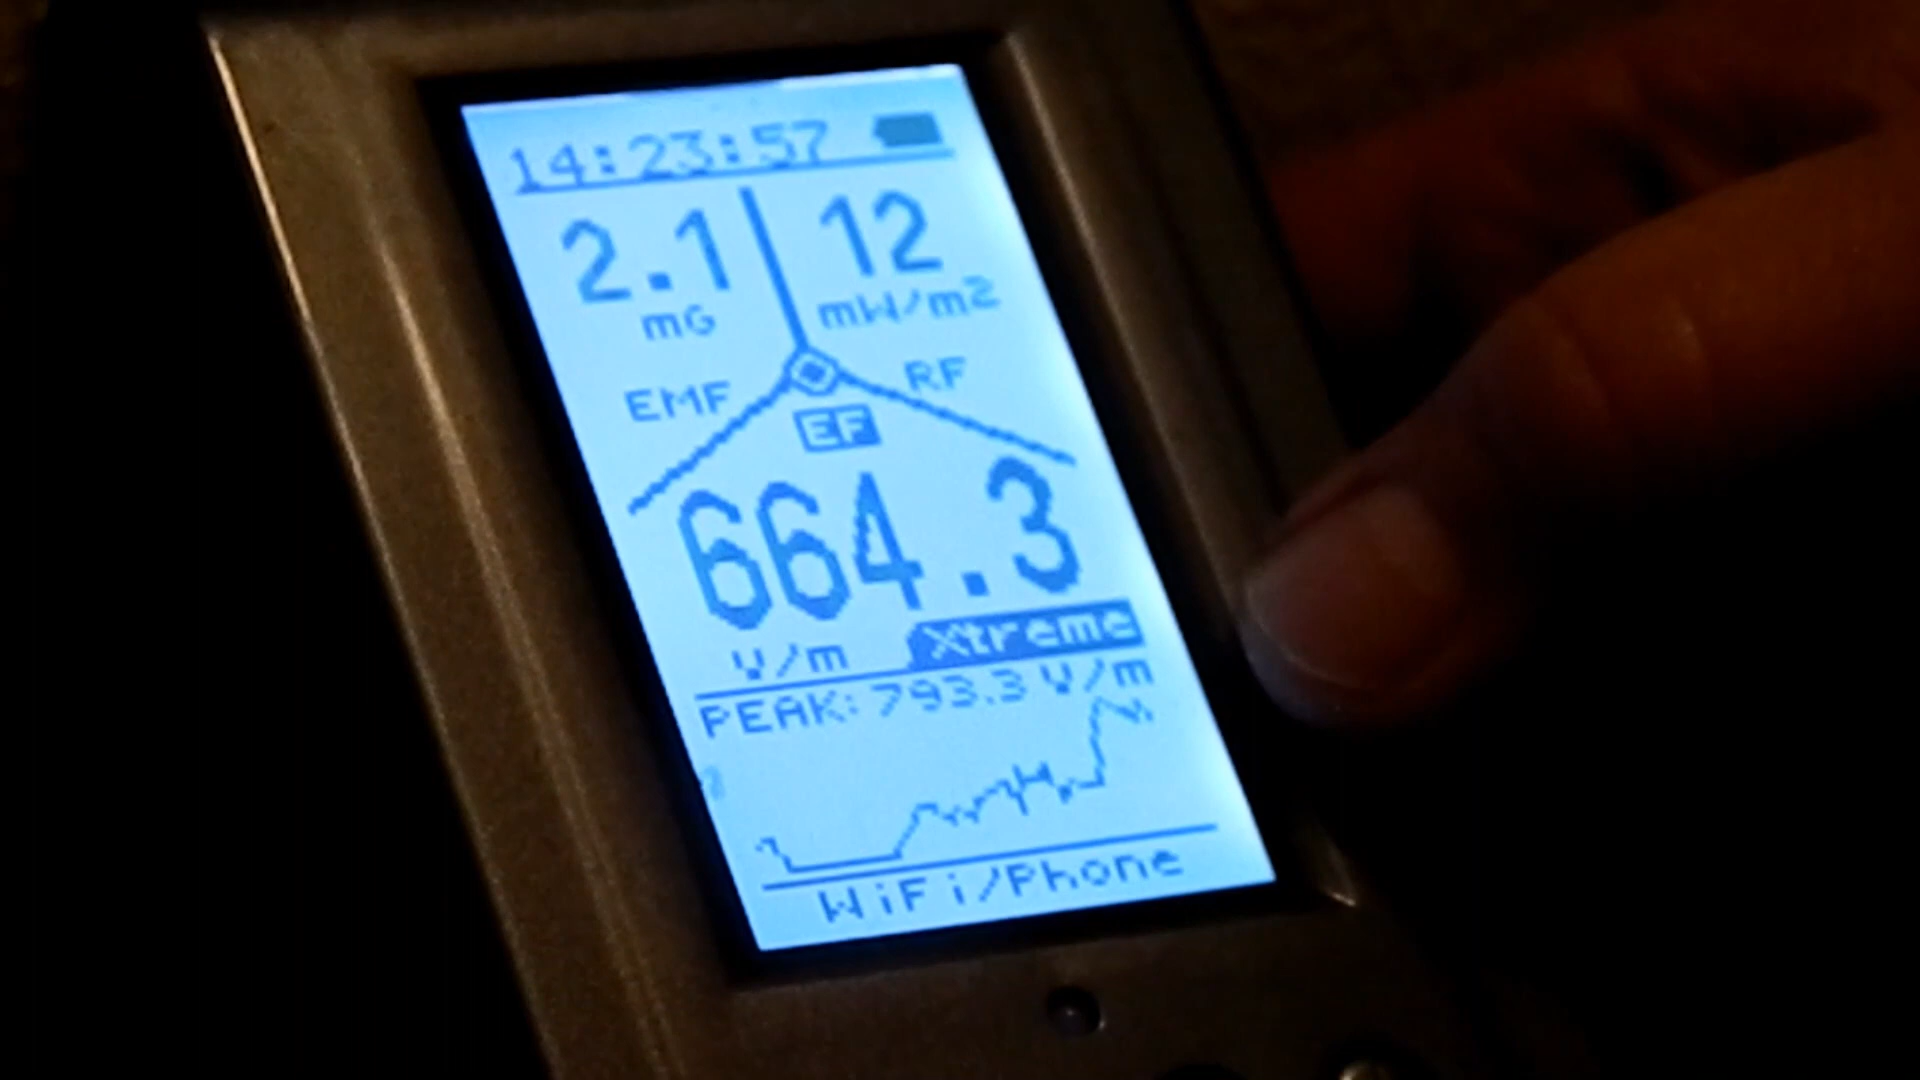 14:23:57
2.1 12
mG mW/m2
EMF RF
EF
664.3
V/m Xtreme
PEAK: 793.3 V/m
WiFi/Phone